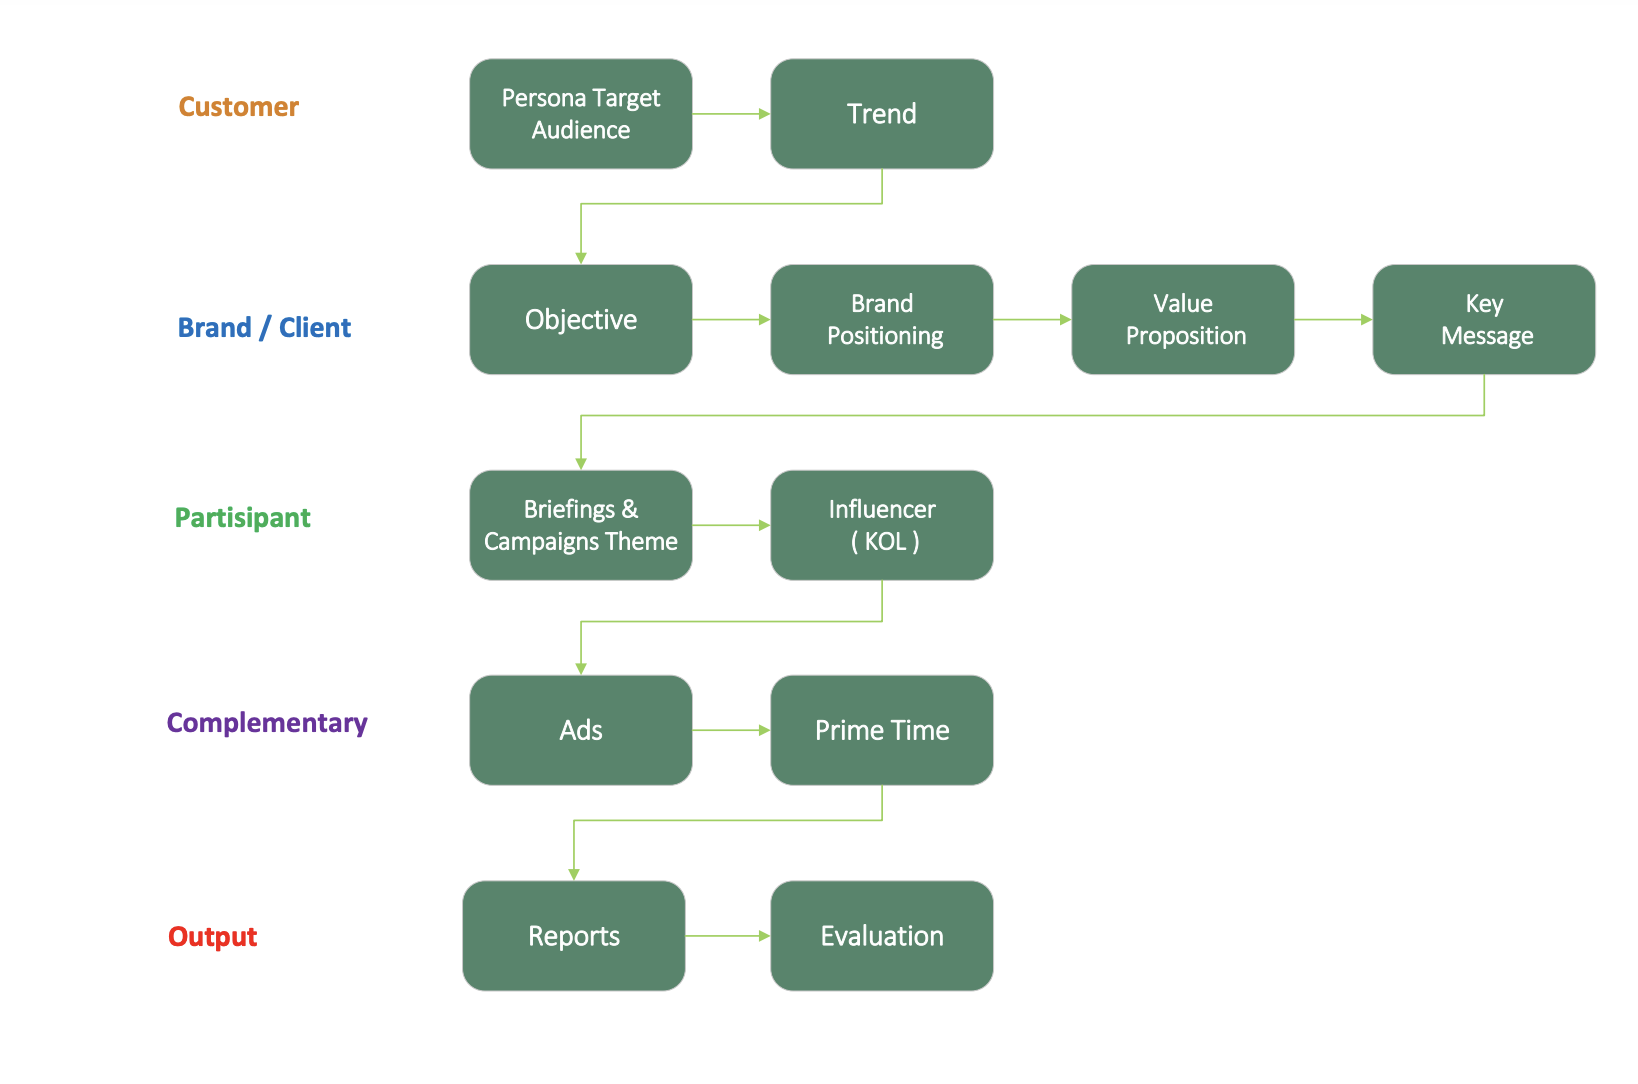 Customer
Persona Target
Audience
Trend
Brand / Client
Objective
Brand
Positioning
Value
Proposition
Key
Message
Partisipant
Briefings &
Campaigns Theme
Influencer
( KOL )
Complementary
Ads
Prime Time
Output
Reports
Evaluation